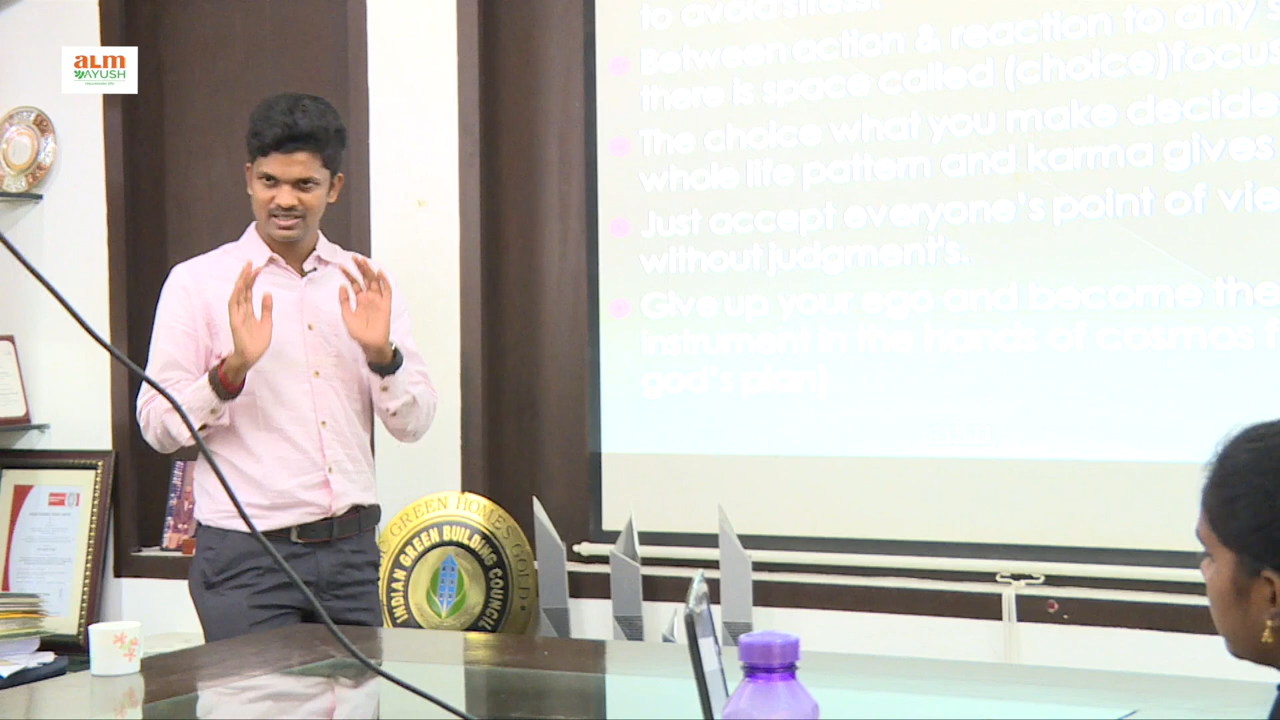 alm
AYUSH
to avoid stress.
Between action & reaction to any s
there is space called (choice)focus
The choice what you make decide
whole life pattern and karma gives
Just accept everyone's point of vie
without judgment's.
Give up your ego and become the
instrument in the hands of cosmos f
god's plan)
GREEN HOMES GOLD
INDIAN GREEN BUILDING COUNCIL